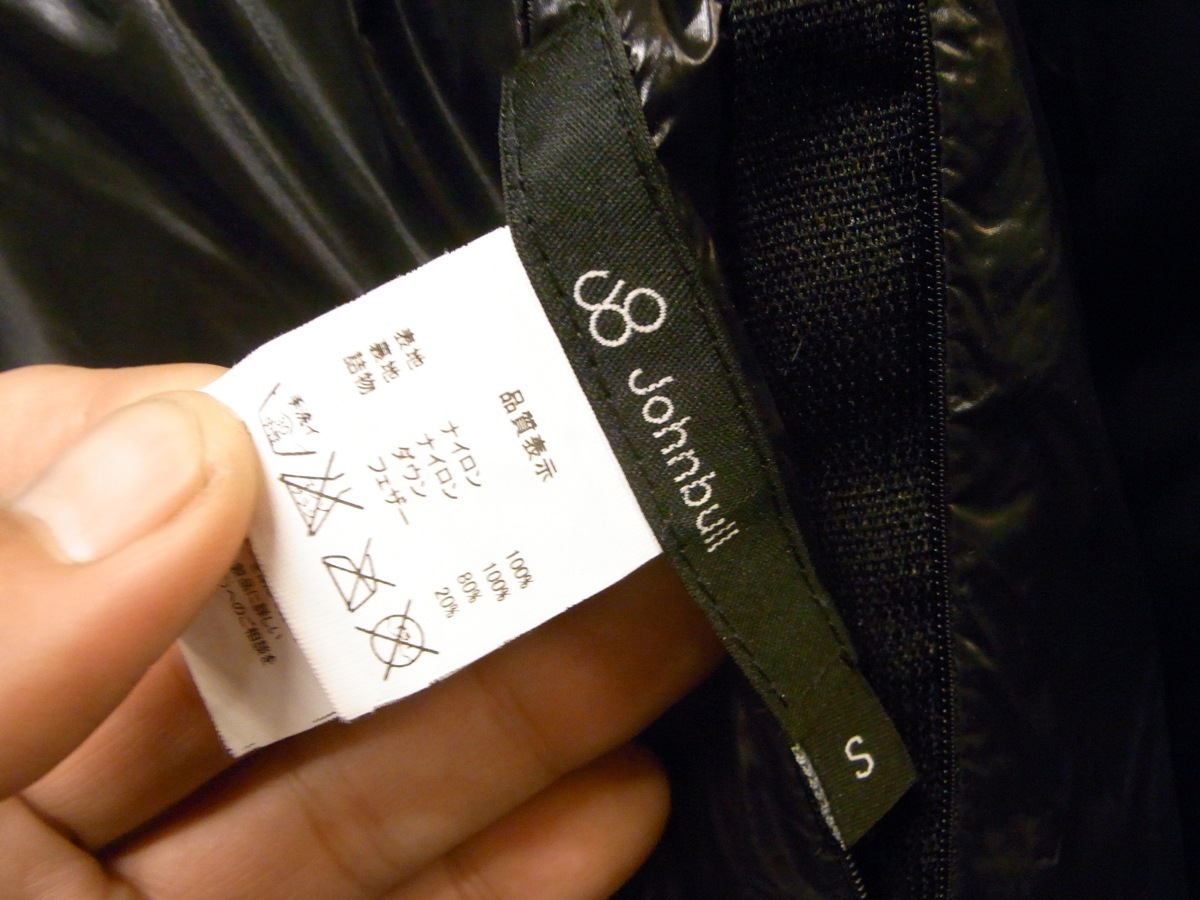 Johnbull
S
品質表示
表地 ナイロン 100%
裏地 ナイロン 100%
詰物 ダウン 80%
フェザー 20%
手洗イ